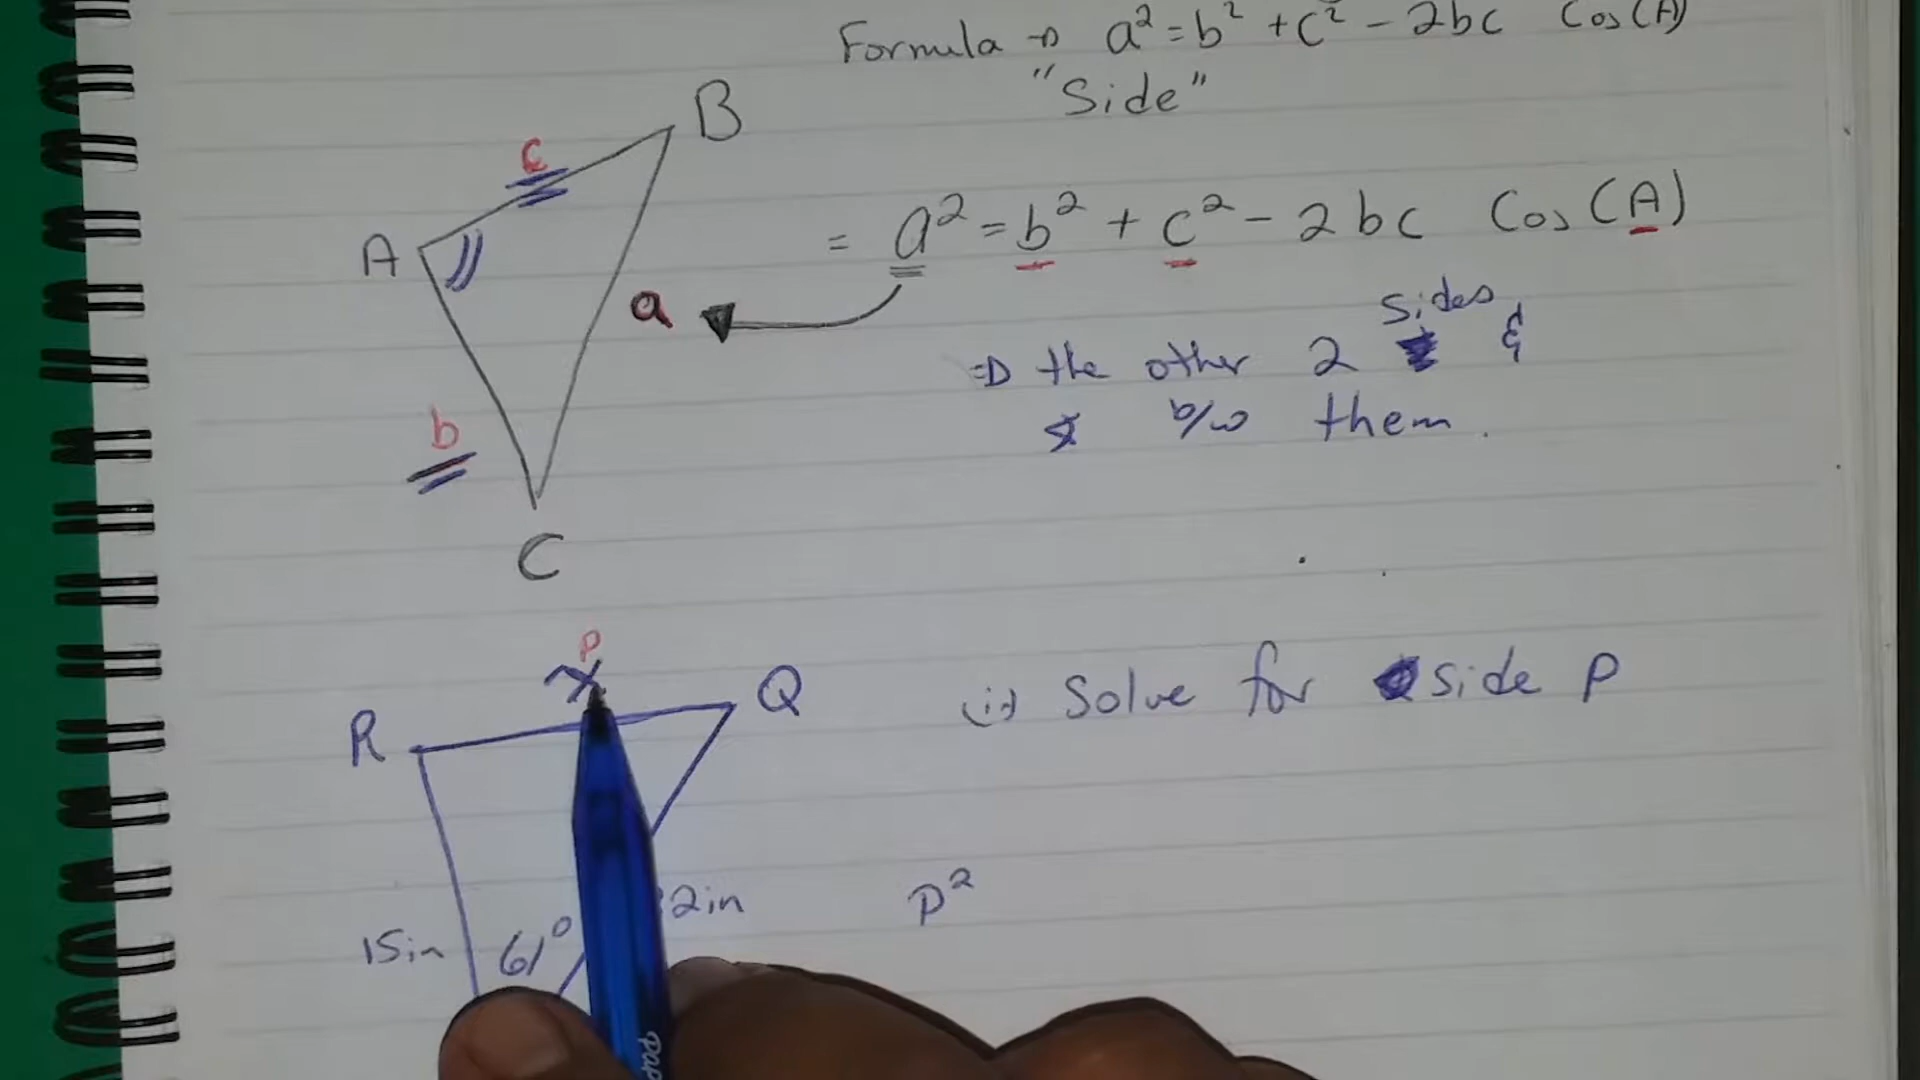 Formula → a² = b² + c² - 2bc Cos(A)
"Side"
B
c
A
= a² = b² + c² - 2bc Cos(A)
a
sides
⇒ the other 2 &
∡ b/w them.
b
C
P
x
R
Q
(i) Solve for side P
2in
P²
15in
61°
pap